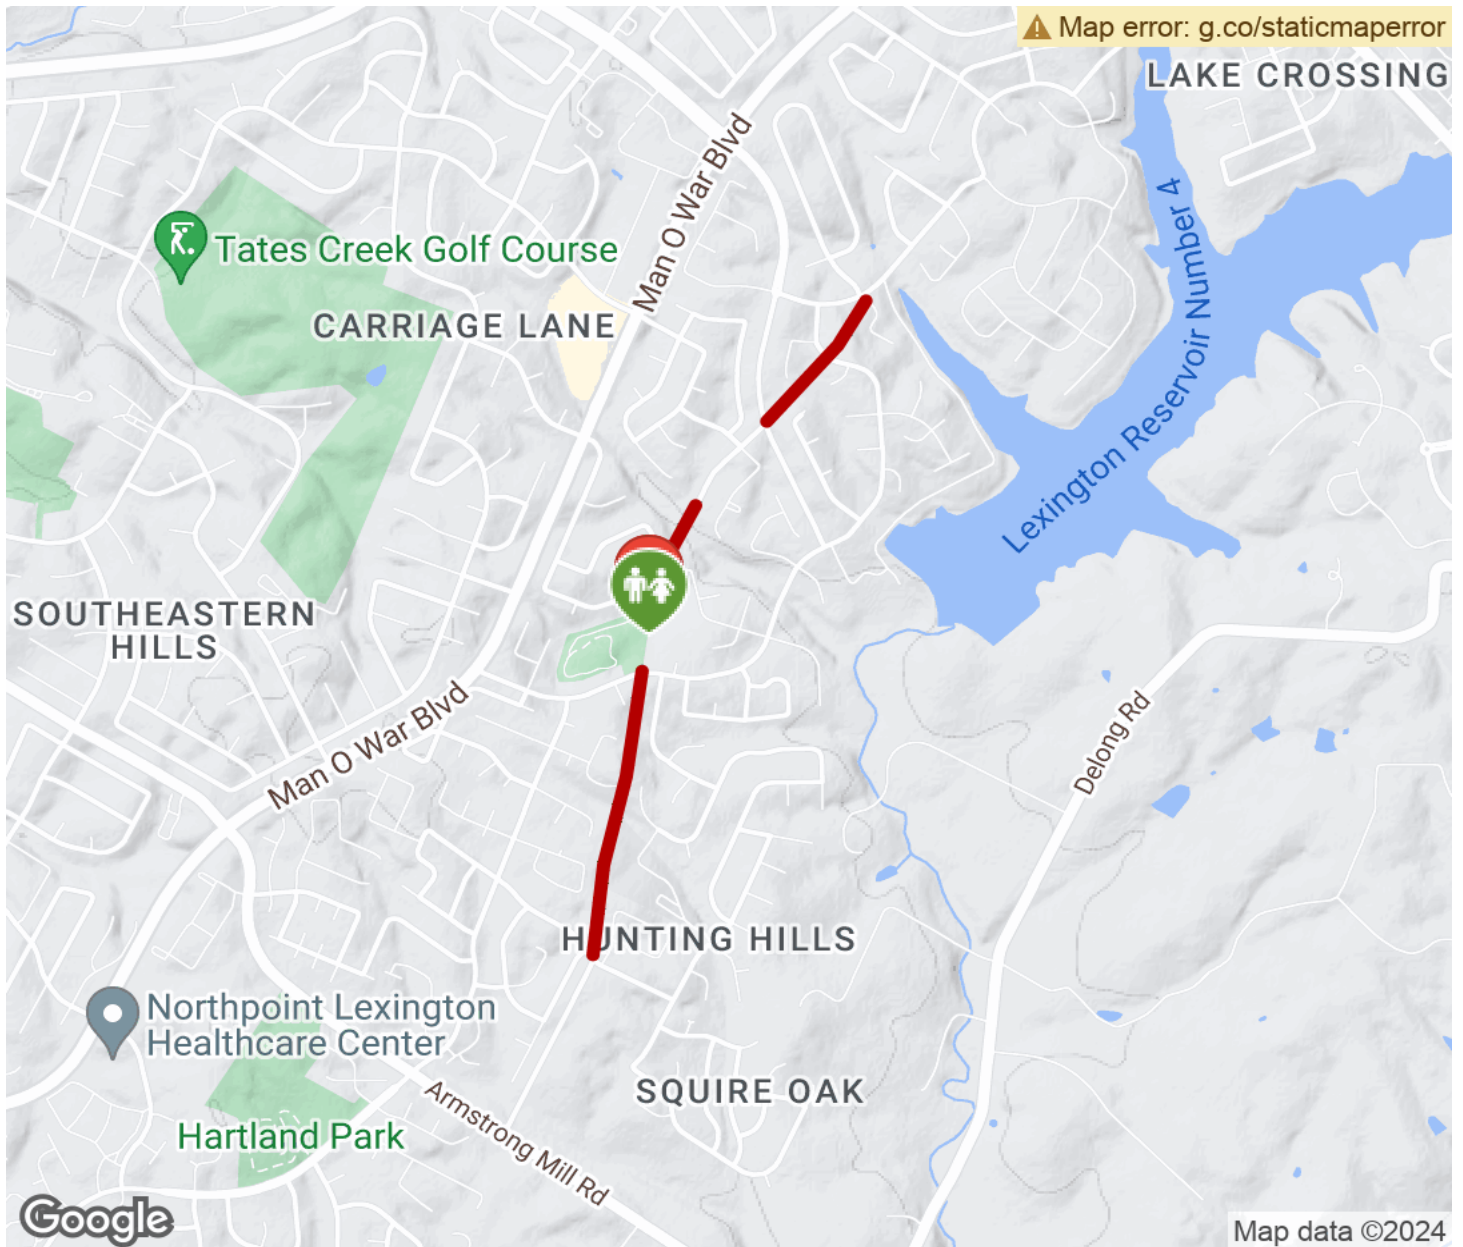 Map error: g.co/staticmaperror
LAKE CROSSING
Man O War Blvd
Lexington Reservoir Number 4
Tates Creek Golf Course
CARRIAGE LANE
SOUTHEASTERN
HILLS
Man O War Blvd
Delong Rd
HUNTING HILLS
Northpoint Lexington
Healthcare Center
SQUIRE OAK
Armstrong Mill Rd
Hartland Park
Google
Map data ©2024